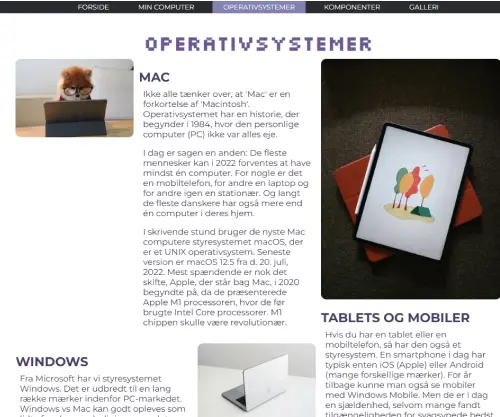 FORSIDE MIN COMPUTER OPERATIVSYSTEMER KOMPONENTER GALLERI
OPERATIVSYSTEMER
MAC
Ikke alle tænker over, at 'Mac' er en
forkortelse af 'Macintosh'.
Operativsystemet har en historie, der
begynder i 1984, hvor den personlige
computer (PC) ikke var alles eje.
I dag er sagen en anden: De fleste
mennesker kan i 2022 forventes at have
mindst én computer. For nogle er det
en mobiltelefon, for andre en laptop og
for andre igen en stationær. Og langt
de fleste danskere har også mere end
én computer i deres hjem.
I skrivende stund bruger de nyste Mac
computere styresystemet macOS, der
er et UNIX operativsystem. Seneste
version er macOS 12.5 fra d. 20. juli,
2022. Mest spændende er nok det
skifte, Apple, der står bag Mac, i 2020
begyndte på, da de præsenterede
Apple M1 processoren, hvor de før
brugte Intel Core processorer. M1
chippen skulle være revolutionær.
WINDOWS
Fra Microsoft har vi styresystemet
Windows. Det er udbredt til en lang
række mærker indenfor PC-markedet.
Windows vs Mac kan godt opleves som
TABLETS OG MOBILER
Hvis du har en tablet eller en
mobiltelefon, så har den også et
styresystem. En smartphone i dag har
typisk enten iOS (Apple) eller Android
(mange forskellige mærker). For år
tilbage kunne man også se mobiler
med Windows Mobile. Men de er i dag
en sjældenhed, selvom mange fandt
tilgængeligheden for svagsynede bedst